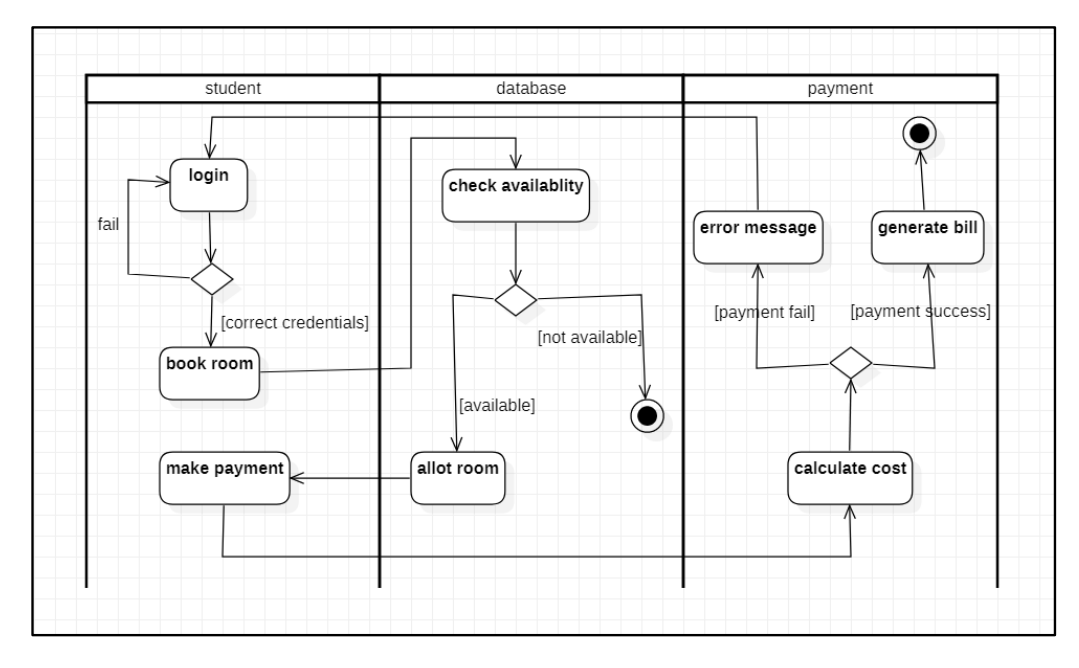 student
database
payment
login
check availablity
fail
error message
generate bill
[correct credentials]
[not available]
[payment fail]
[payment success]
book room
[available]
make payment
allot room
calculate cost